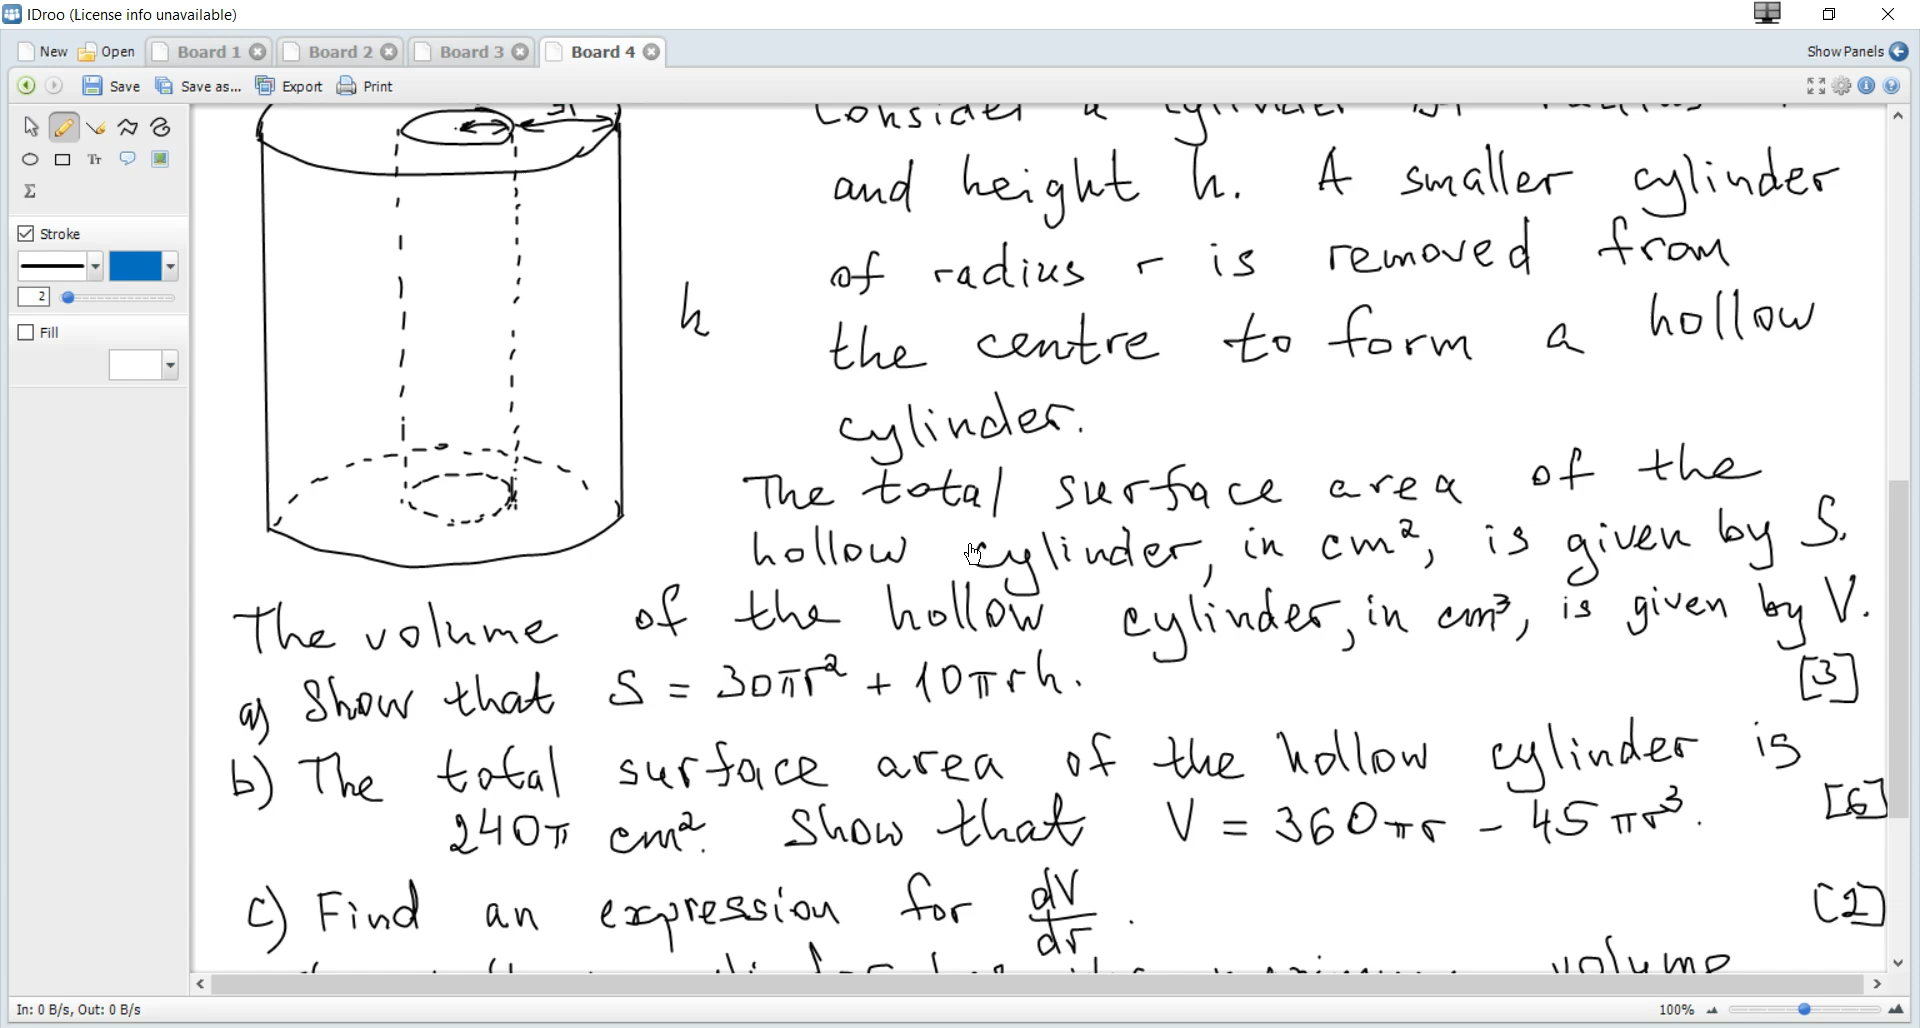 IDroo (License info unavailable)
New Open Board 1 Board 2 Board 3 Board 4 Show Panels
Save Save as... Export Print
Consider a cylinder of radius
and height h. A smaller cylinder
of radius r is removed from
the centre to form a hollow
cylinder.
Tт
Σ
Stroke
2
Fill
h
The total surface area of the
hollow cylinder, in cm², is given by S.
The volume of the hollow cylinder, in cm³, is given by V.
a) Show that S = 30πr² + 10πrh. [3]
b) The total surface area of the hollow cylinder is
240π cm². Show that V = 360πr - 45πr³. [6]
c) Find an expression for dV/dr. [2]
volume
In: 0 B/s, Out: 0 B/s 100%